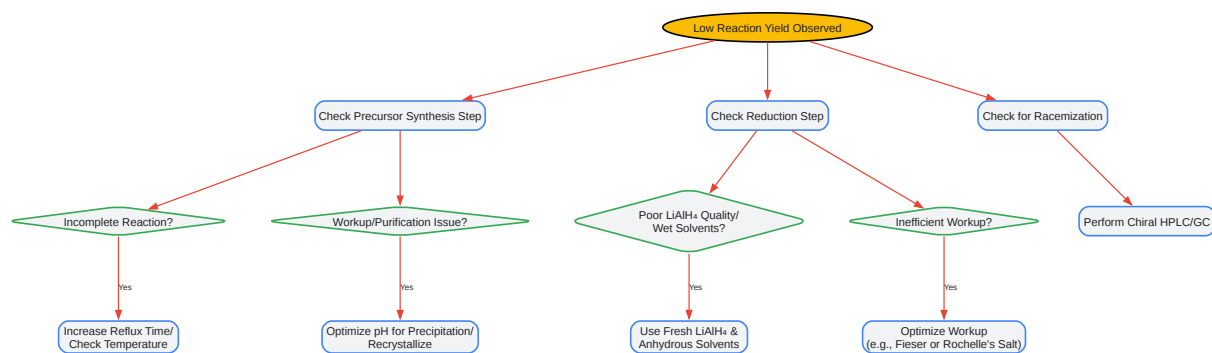 Low Reaction Yield Observed
Check Precursor Synthesis Step
Check Reduction Step
Check for Racemization
Incomplete Reaction?
Workup/Purification Issue?
Poor LiAlH₄ Quality/
Wet Solvents?
Inefficient Workup?
Perform Chiral HPLC/GC
Yes
Yes
Yes
Yes
Increase Reflux Time/
Check Temperature
Optimize pH for Precipitation/
Recrystallize
Use Fresh LiAlH₄ &
Anhydrous Solvents
Optimize Workup
(e.g., Fieser or Rochelle's Salt)